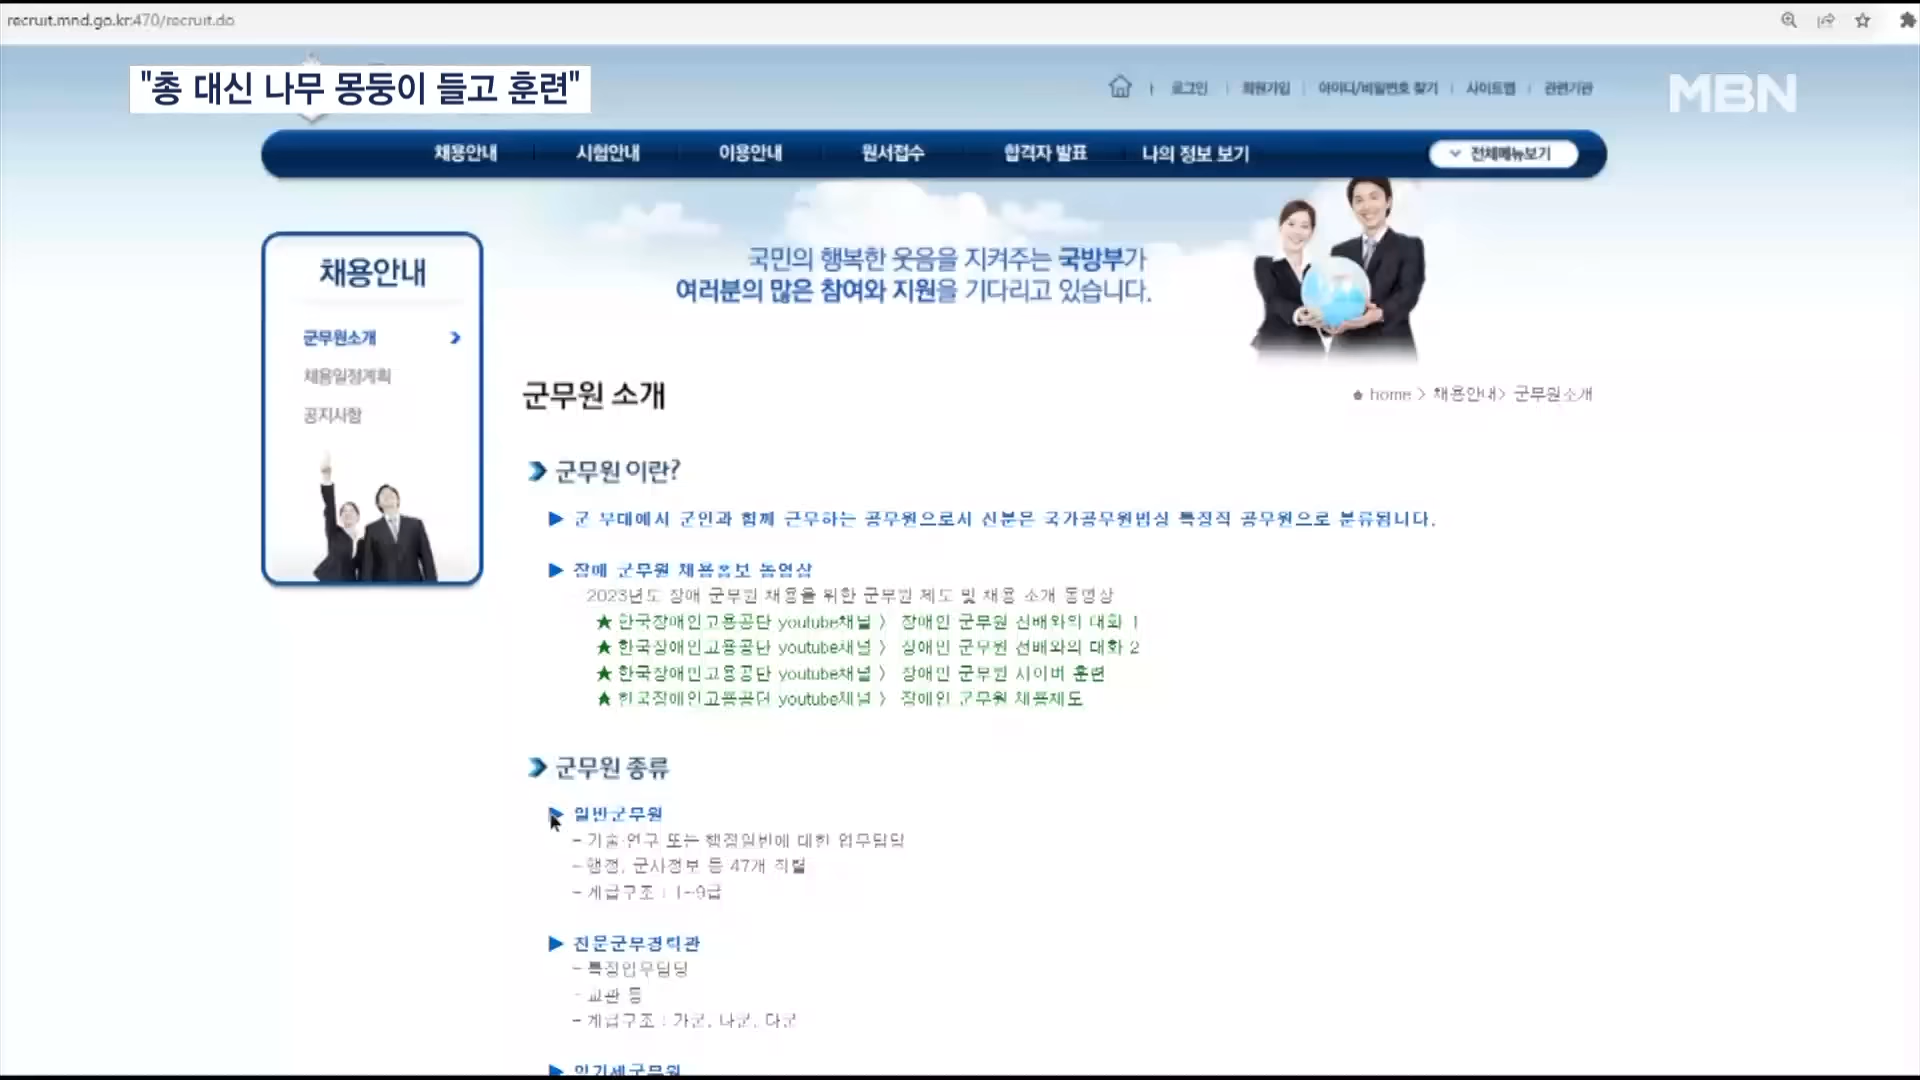 recruit.mnd.go.kr:470/recruit.do
"총 대신 나무 몽둥이 들고 훈련"
로그인 회원가입 아이디/비밀번호 찾기 사이트맵 관련기관
MBN
채용안내 시험안내 이용안내 원서접수 합격자 발표 나의 정보 보기 전체메뉴보기
국민의 행복한 웃음을 지켜주는 국방부가
여러분의 많은 참여와 지원을 기다리고 있습니다.
채용안내
군무원소개
채용일정계획
공지사항
군무원 소개
home > 채용안내> 군무원소개
군무원 이란?
▶ 군 부대에서 군인과 함께 근무하는 공무원으로서 신분은 국가공무원법상 특정직 공무원으로 분류됩니다.
▶ 장애 군무원 채용홍보 동영상
2023년도 장애 군무원 채용을 위한 군무원 제도 및 채용 소개 동영상
★ 한국장애인고용공단 youtube채널 > 장애인 군무원 선배와의 대화 1
★ 한국장애인고용공단 youtube채널 > 장애인 군무원 선배와의 대화 2
★ 한국장애인고용공단 youtube채널 > 장애인 군무원 사이버 훈련
★ 한국장애인고용공단 youtube채널 > 장애인 군무원 채용제도
군무원 종류
▶ 일반군무원
- 기술·연구 또는 행정일반에 대한 업무담당
- 행정, 군사정보 등 47개 직렬
- 계급구조 : 1~9급
▶ 전문군무경력관
- 특정업무담당
- 교관 등
- 계급구조 : 가군, 나군, 다군
▶ 임기제군무원